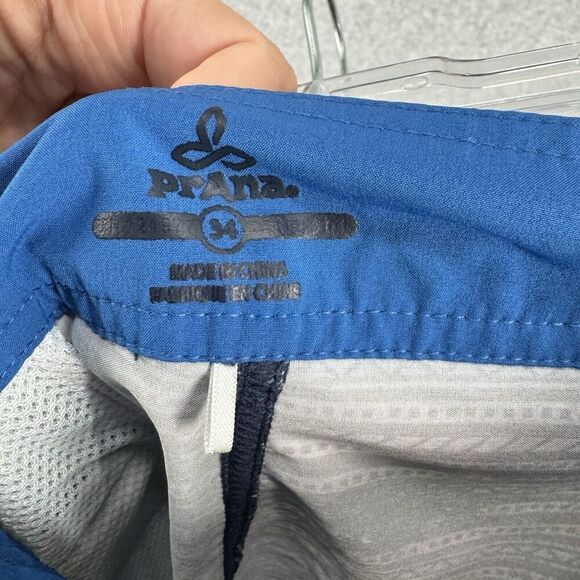 prAna.
34
MADE IN CHINA
FABRIQUE EN CHINE